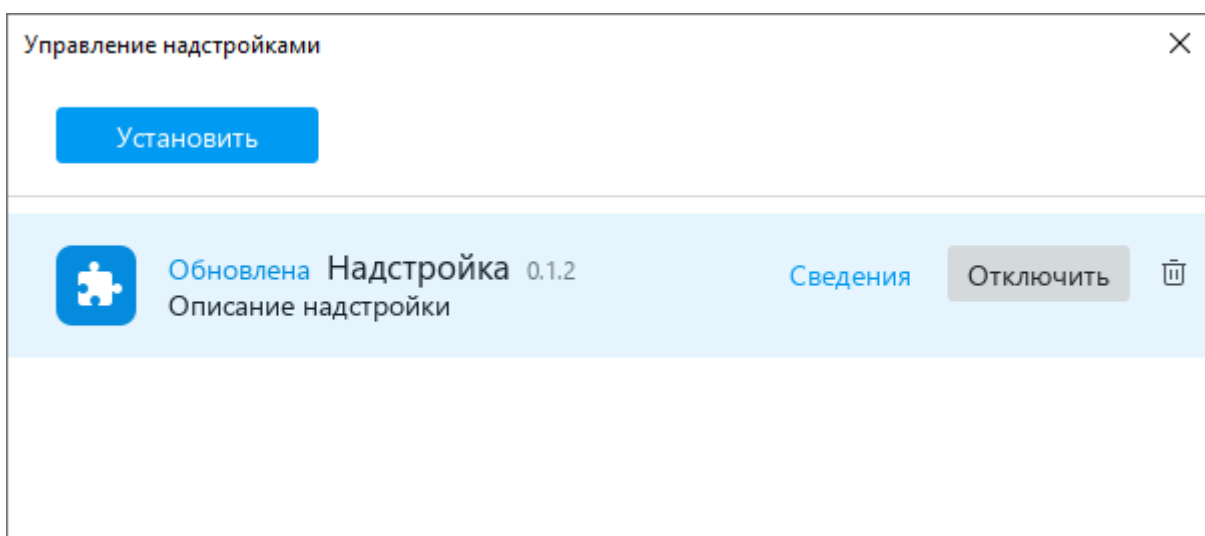 Управление надстройками
Установить
Обновлена Надстройка 0.1.2 Сведения Отключить
Описание надстройки